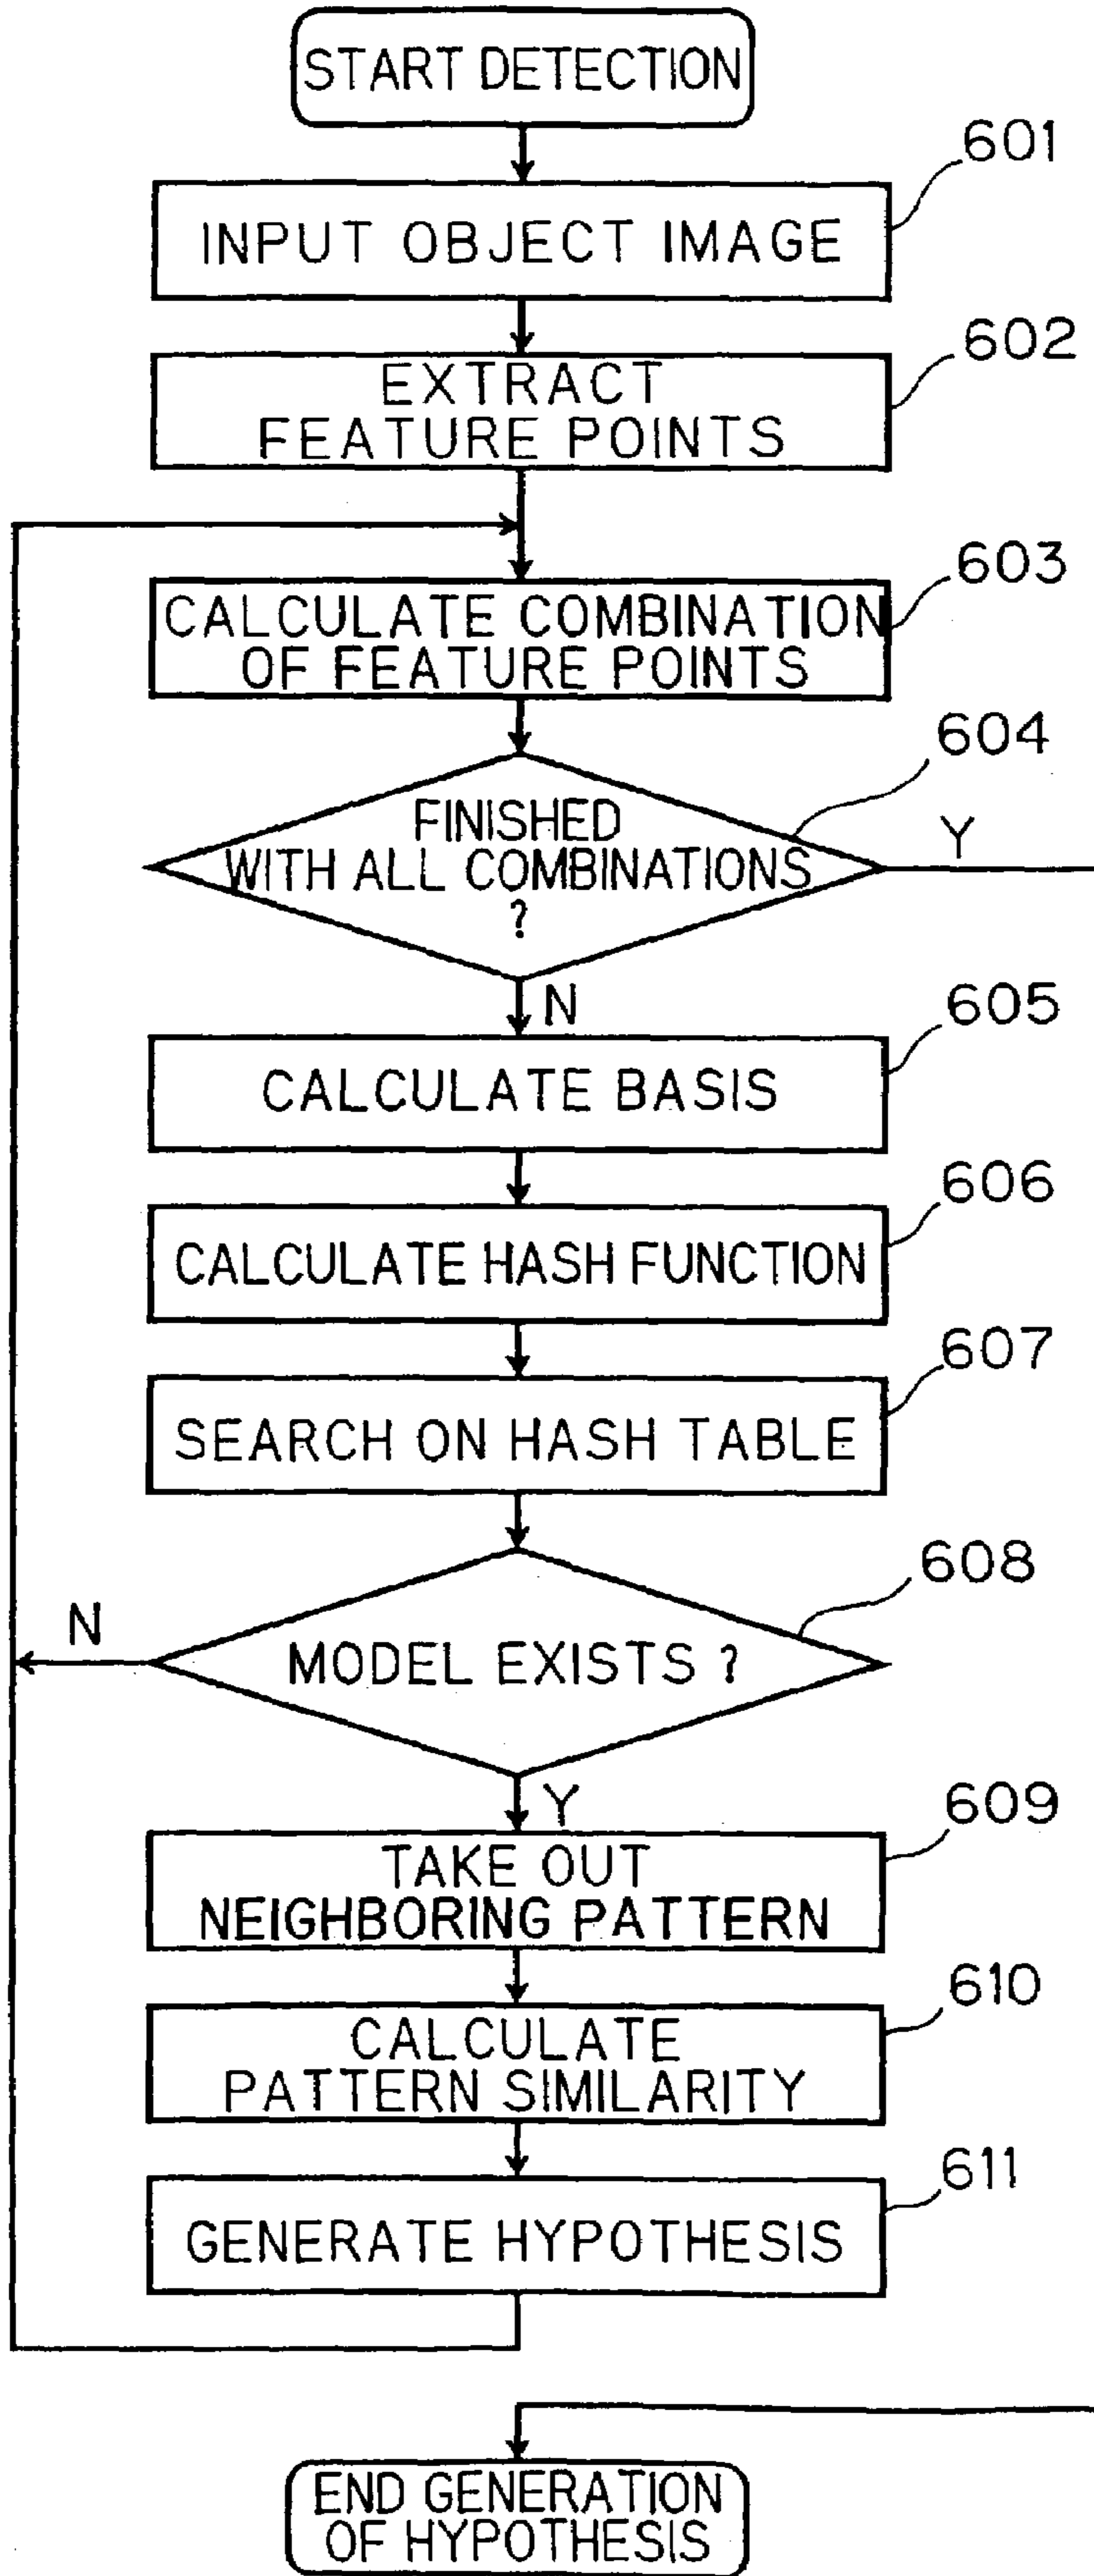 START DETECTION
601
INPUT OBJECT IMAGE
602
EXTRACT
FEATURE POINTS
603
CALCULATE COMBINATION
OF FEATURE POINTS
604
FINISHED
WITH ALL COMBINATIONS
?
Y
N
605
CALCULATE BASIS
606
CALCULATE HASH FUNCTION
607
SEARCH ON HASH TABLE
608
N
MODEL EXISTS ?
Y
609
TAKE OUT
NEIGHBORING PATTERN
610
CALCULATE
PATTERN SIMILARITY
611
GENERATE HYPOTHESIS
END GENERATION
OF HYPOTHESIS